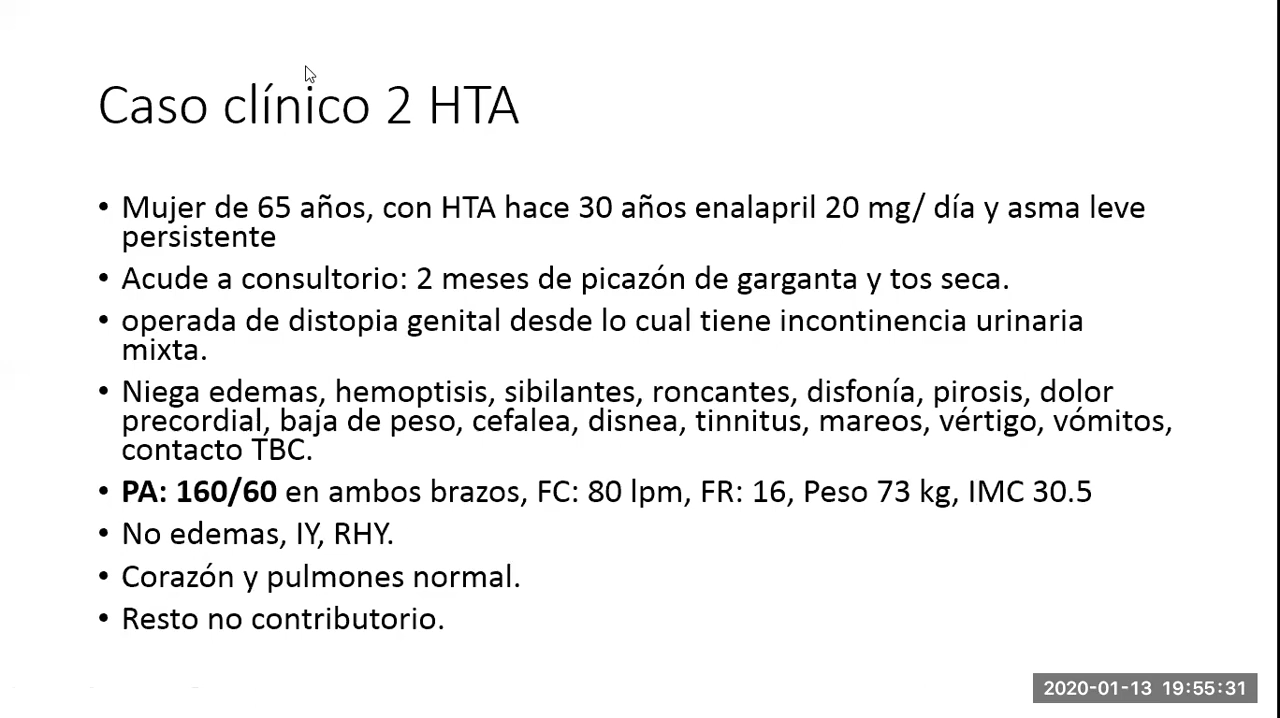 Caso clínico 2 HTA
• Mujer de 65 años, con HTA hace 30 años enalapril 20 mg/ día y asma leve
persistente
• Acude a consultorio: 2 meses de picazón de garganta y tos seca.
• operada de distopia genital desde lo cual tiene incontinencia urinaria
mixta.
• Niega edemas, hemoptisis, sibilantes, roncantes, disfonía, pirosis, dolor
precordial, baja de peso, cefalea, disnea, tinnitus, mareos, vértigo, vómitos,
contacto TBC.
• PA: 160/60 en ambos brazos, FC: 80 lpm, FR: 16, Peso 73 kg, IMC 30.5
• No edemas, IY, RHY.
• Corazón y pulmones normal.
• Resto no contributorio.
2020-01-13 19:55:31